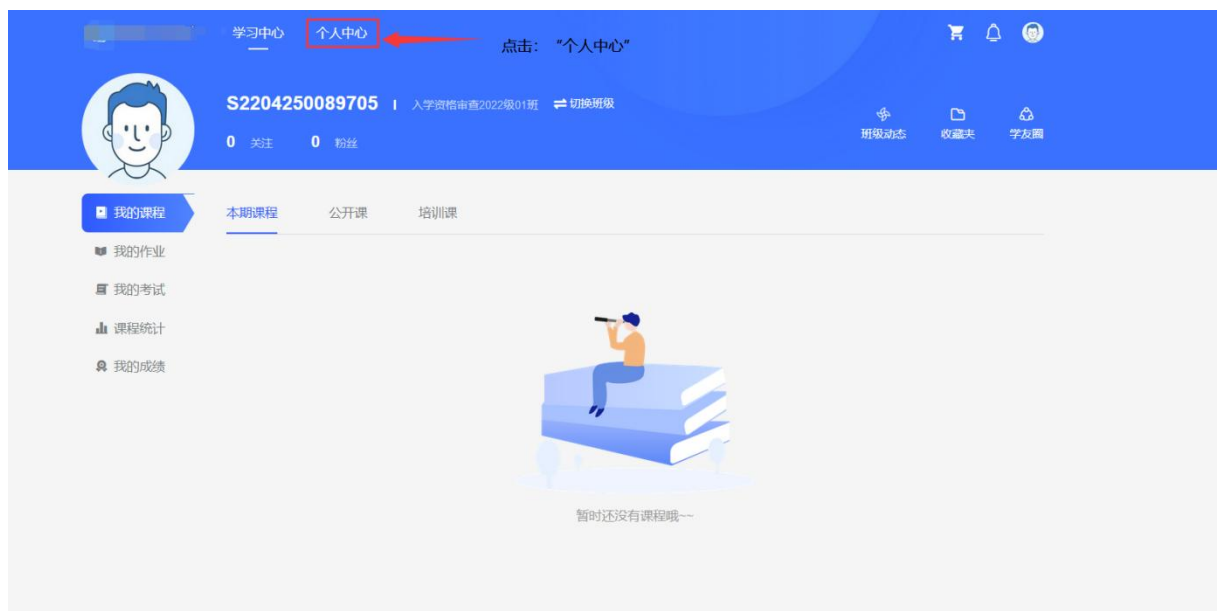 学习中心 个人中心
点击： “个人中心”
S2204250089705 | 入学资格审查2022级01班 切换班级
0 关注 0 粉丝
班级动态 收藏夹 学友圈
我的课程
本期课程 公开课 培训课
我的作业
我的考试
课程统计
我的成绩
暂时还没有课程哦~~